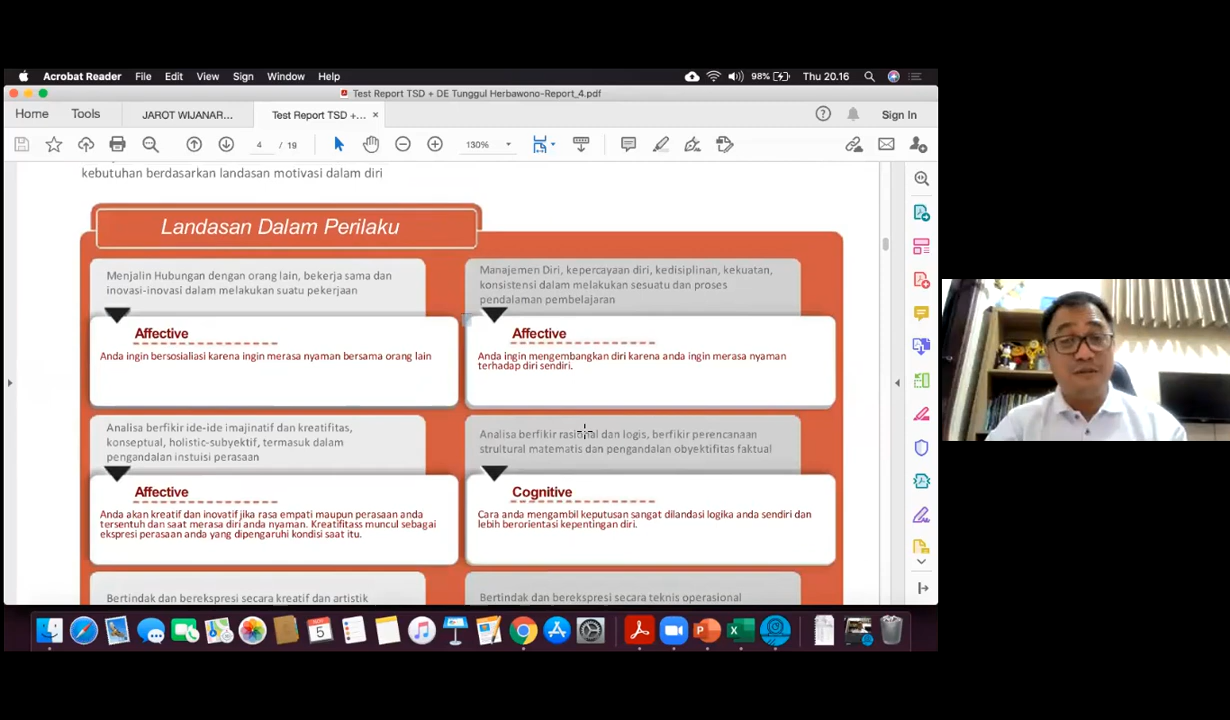 Acrobat Reader File Edit View Sign Window Help 98% Thu 20.16
Test Report TSD + DE Tunggul Herbawono-Report_4.pdf
Home Tools JAROT WIJANAR... Test Report TSD +... × ? Sign In
4 / 19 130%
kebutuhan berdasarkan landasan motivasi dalam diri
Landasan Dalam Perilaku
Menjalin Hubungan dengan orang lain, bekerja sama dan
inovasi-inovasi dalam melakukan suatu pekerjaan
Affective
Anda ingin bersosialiasi karena ingin merasa nyaman bersama orang lain
Manajemen Diri, kepercayaan diri, kedisiplinan, kekuatan,
konsistensi dalam melakukan sesuatu dan proses
pendalaman pembelajaran
Affective
Anda ingin mengembangkan diri karena anda ingin merasa nyaman
terhadap diri sendiri.
Analisa berfikir ide-ide imajinatif dan kreatifitas,
konseptual, holistic-subyektif, termasuk dalam
pengandalan instuisi perasaan
Affective
Anda akan kreatif dan inovatif jika rasa empati maupun perasaan anda
tersentuh dan saat merasa diri anda nyaman. Kreatifitass muncul sebagai
ekspresi perasaan anda yang dipengaruhi kondisi saat itu.
Analisa berfikir rasional dan logis, berfikir perencanaan
strultural matematis dan pengandalan obyektifitas faktual
Cognitive
Cara anda mengambil keputusan sangat dilandasi logika anda sendiri dan
lebih berorientasi kepentingan diri.
Bertindak dan berekspresi secara kreatif dan artistik
Bertindak dan berekspresi secara teknis operasional
5